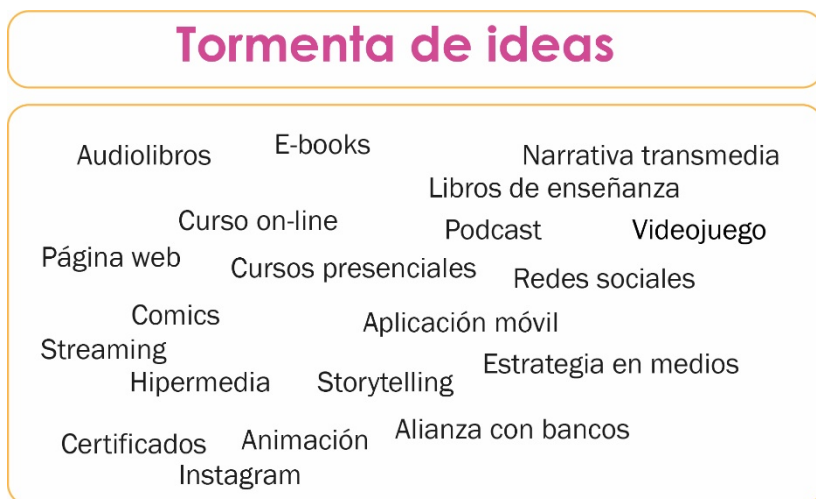 Tormenta de ideas
Audiolibros
E-books
Narrativa transmedia
Libros de enseñanza
Curso on-line
Podcast
Videojuego
Página web
Cursos presenciales
Redes sociales
Comics
Aplicación móvil
Streaming
Estrategia en medios
Hipermedia
Storytelling
Certificados
Animación
Alianza con bancos
Instagram